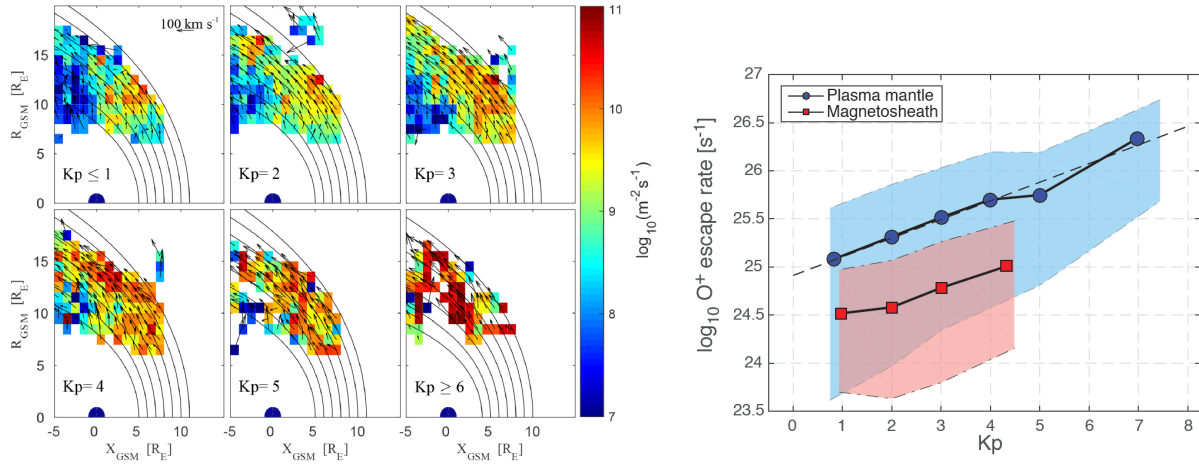 100 km s⁻¹
15
10
5
0
R_GSM [R_E]
Kp ≤ 1
Kp= 2
Kp= 3
15
10
5
0
R_GSM [R_E]
Kp= 4
Kp= 5
Kp ≥ 6
-5 0 5 10
-5 0 5 10
-5 0 5 10
X_GSM [R_E]
X_GSM [R_E]
X_GSM [R_E]
11
10
9
8
7
log₁₀(m⁻² s⁻¹)
27
26.5
26
25.5
25
24.5
24
23.5
log₁₀ O⁺ escape rate [s⁻¹]
Plasma mantle
Magnetosheath
0 1 2 3 4 5 6 7 8
Kp